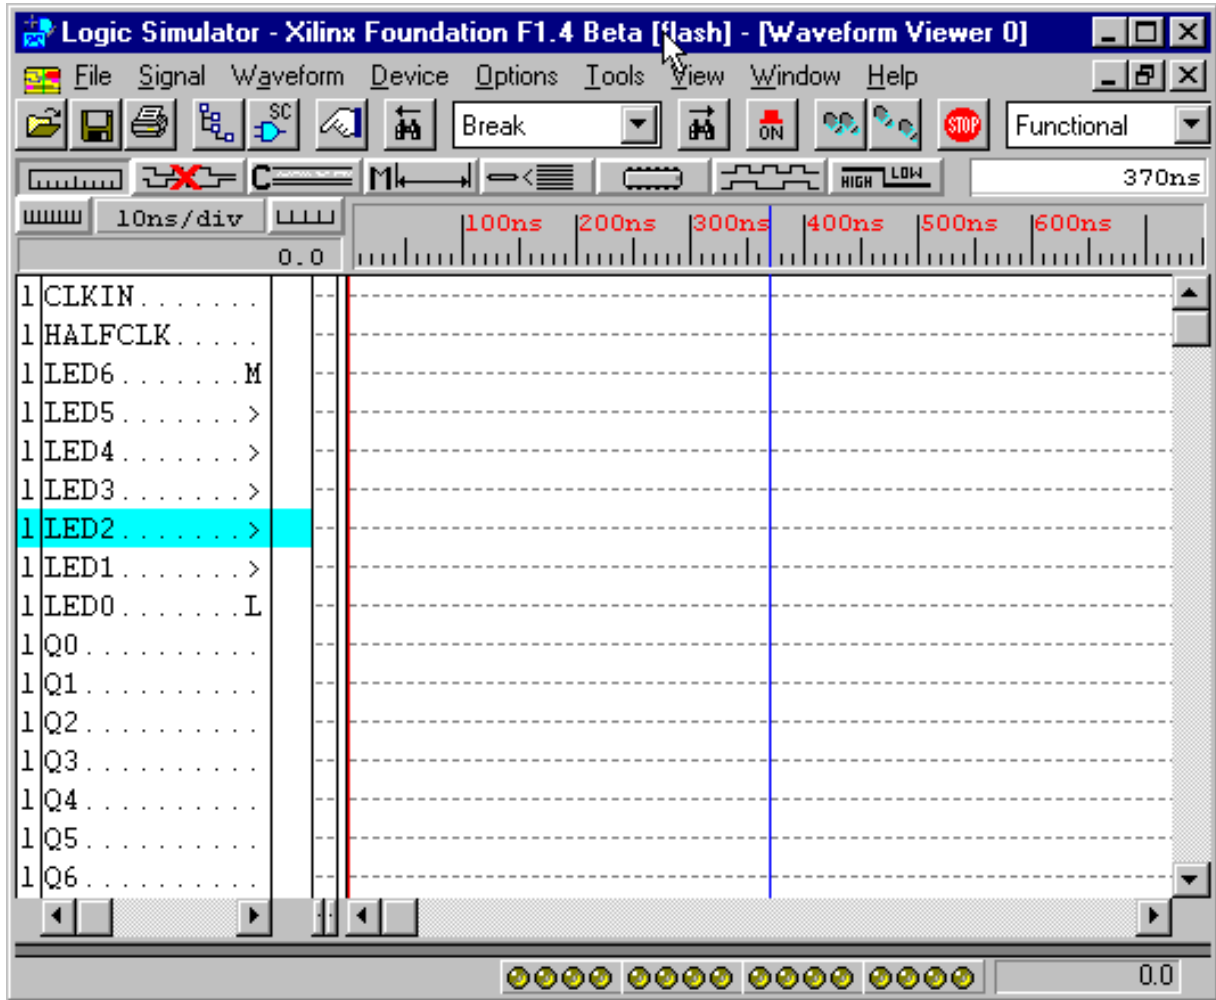 Logic Simulator - Xilinx Foundation F1.4 Beta [flash] - [Waveform Viewer 0]
File Signal Waveform Device Options Tools View Window Help
SC Break ON STOP Functional
C M HIGH LOW 370ns
10ns/div 100ns 200ns 300ns 400ns 500ns 600ns
0.0
1 CLKIN.......
1 HALFCLK.....
1 LED6.......M
1 LED5.......>
1 LED4.......>
1 LED3.......>
1 LED2.......>
1 LED1.......>
1 LED0.......L
1 Q0..........
1 Q1..........
1 Q2..........
1 Q3..........
1 Q4..........
1 Q5..........
1 Q6..........
0.0